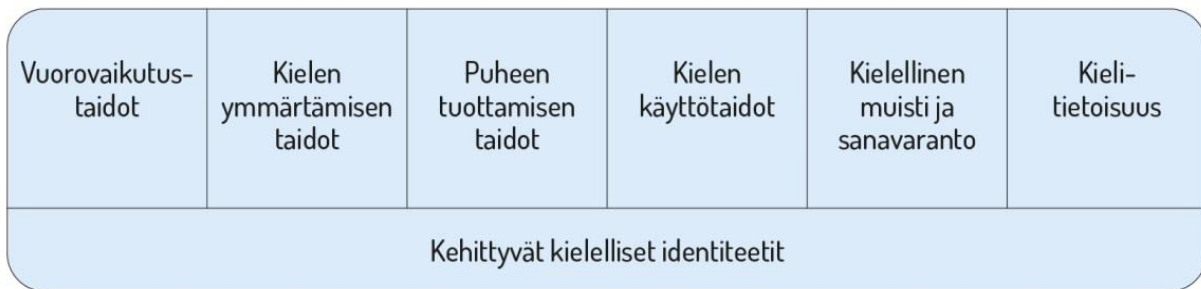 Vuorovaikutus-
taidot
Kielen
ymmärtämisen
taidot
Puheen
tuottamisen
taidot
Kielen
käyttötaidot
Kielellinen
muisti ja
sanavaranto
Kieli-
tietoisuus
Kehittyvät kielelliset identiteetit